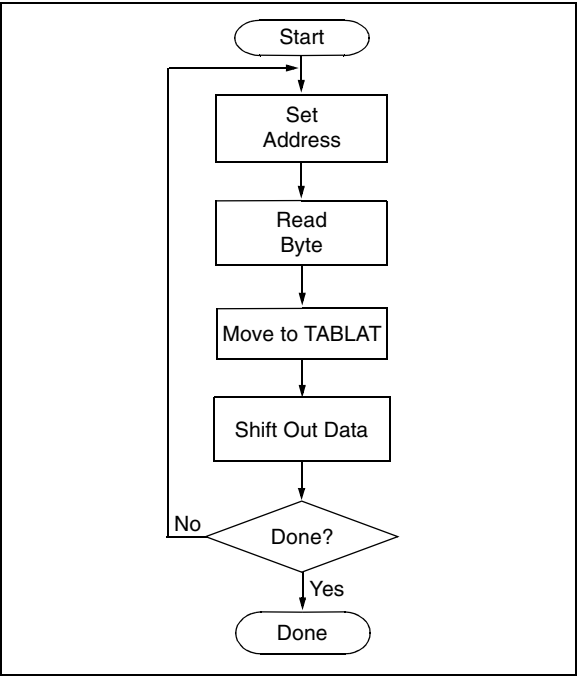 Start
Set
Address
Read
Byte
Move to TABLAT
Shift Out Data
Done?
No
Yes
Done